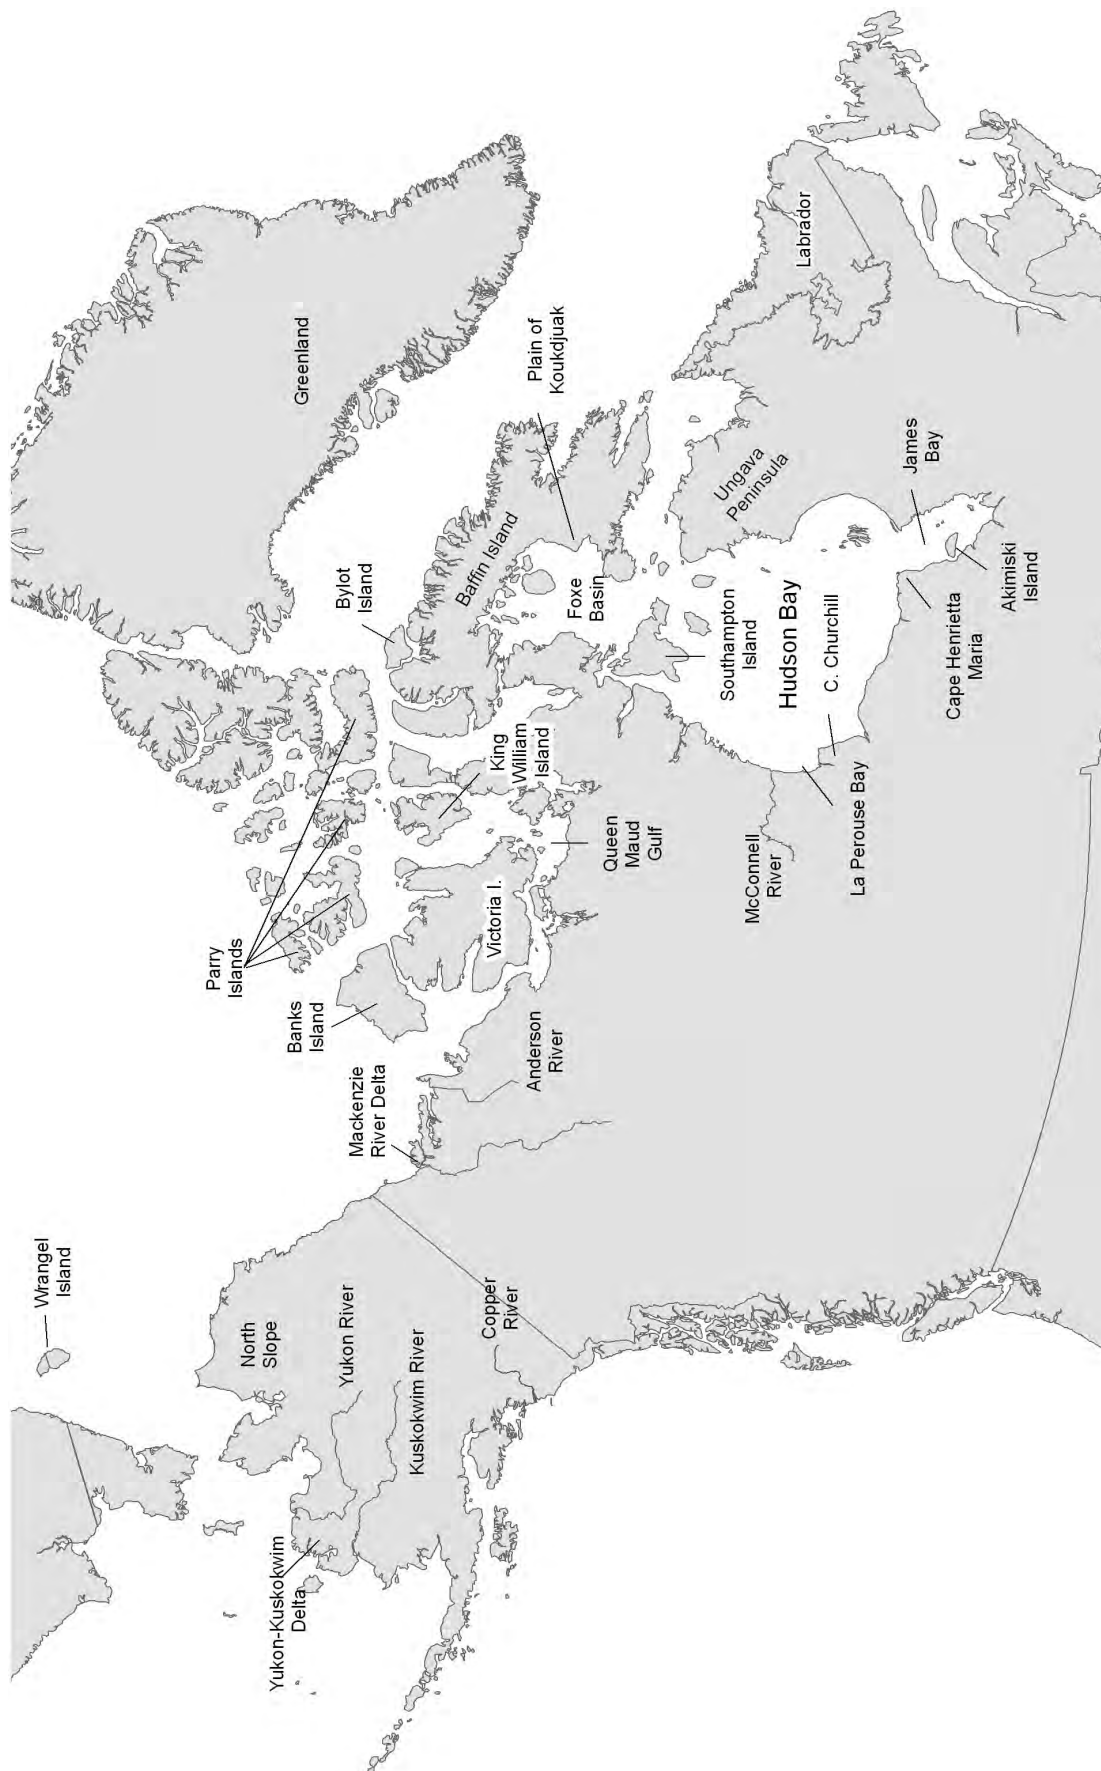 Wrangel
Island
North
Slope
Yukon River
Kuskokwim River
Yukon-Kuskokwim
Delta
Copper
River
Mackenzie
River Delta
Anderson
River
Banks
Island
Parry
Islands
Victoria I.
Queen
Maud
Gulf
King
William
Island
Bylot
Island
Baffin Island
Greenland
Foxe
Basin
Plain of
Koukdjuak
Southampton
Island
Hudson Bay
C. Churchill
La Perouse Bay
McConnell
River
Cape Henrietta
Maria
Akimiski
Island
James
Bay
Ungava
Peninsula
Labrador